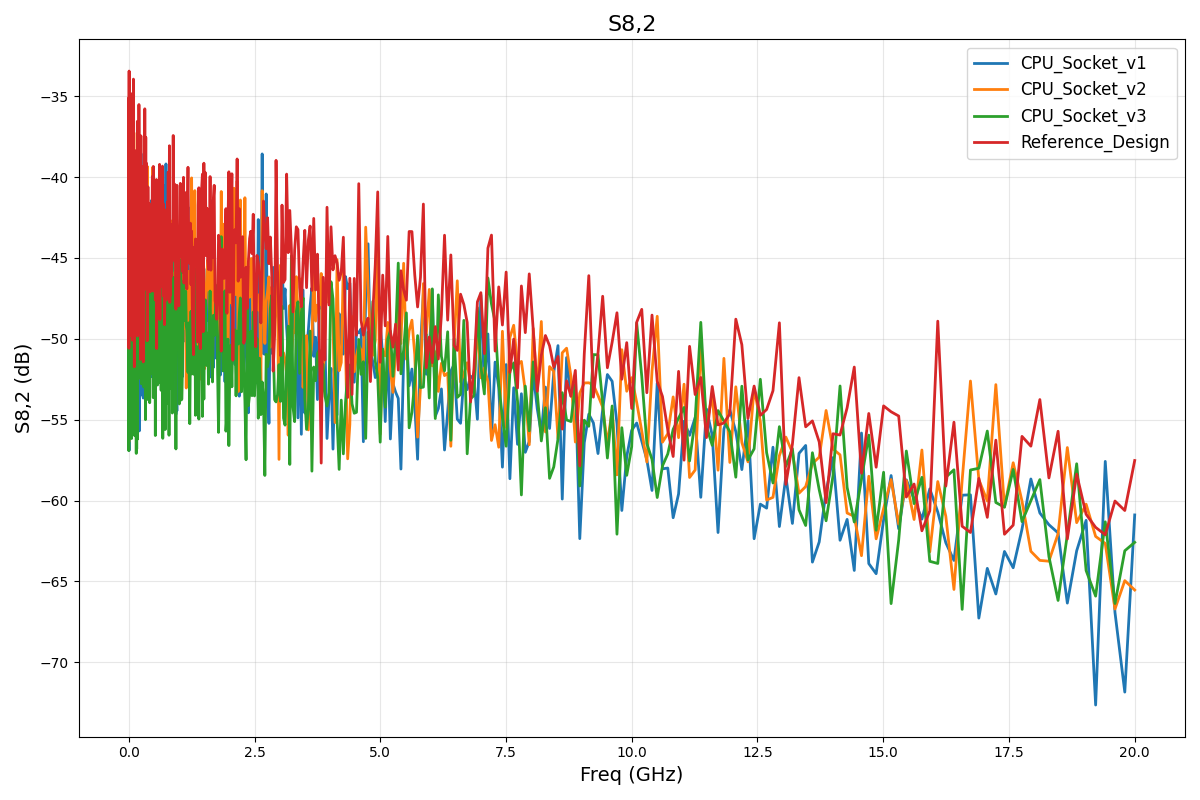 S8,2
CPU_Socket_v1
CPU_Socket_v2
CPU_Socket_v3
Reference_Design
S8,2 (dB)
−35
−40
−45
−50
−55
−60
−65
−70
0.0 2.5 5.0 7.5 10.0 12.5 15.0 17.5 20.0
Freq (GHz)